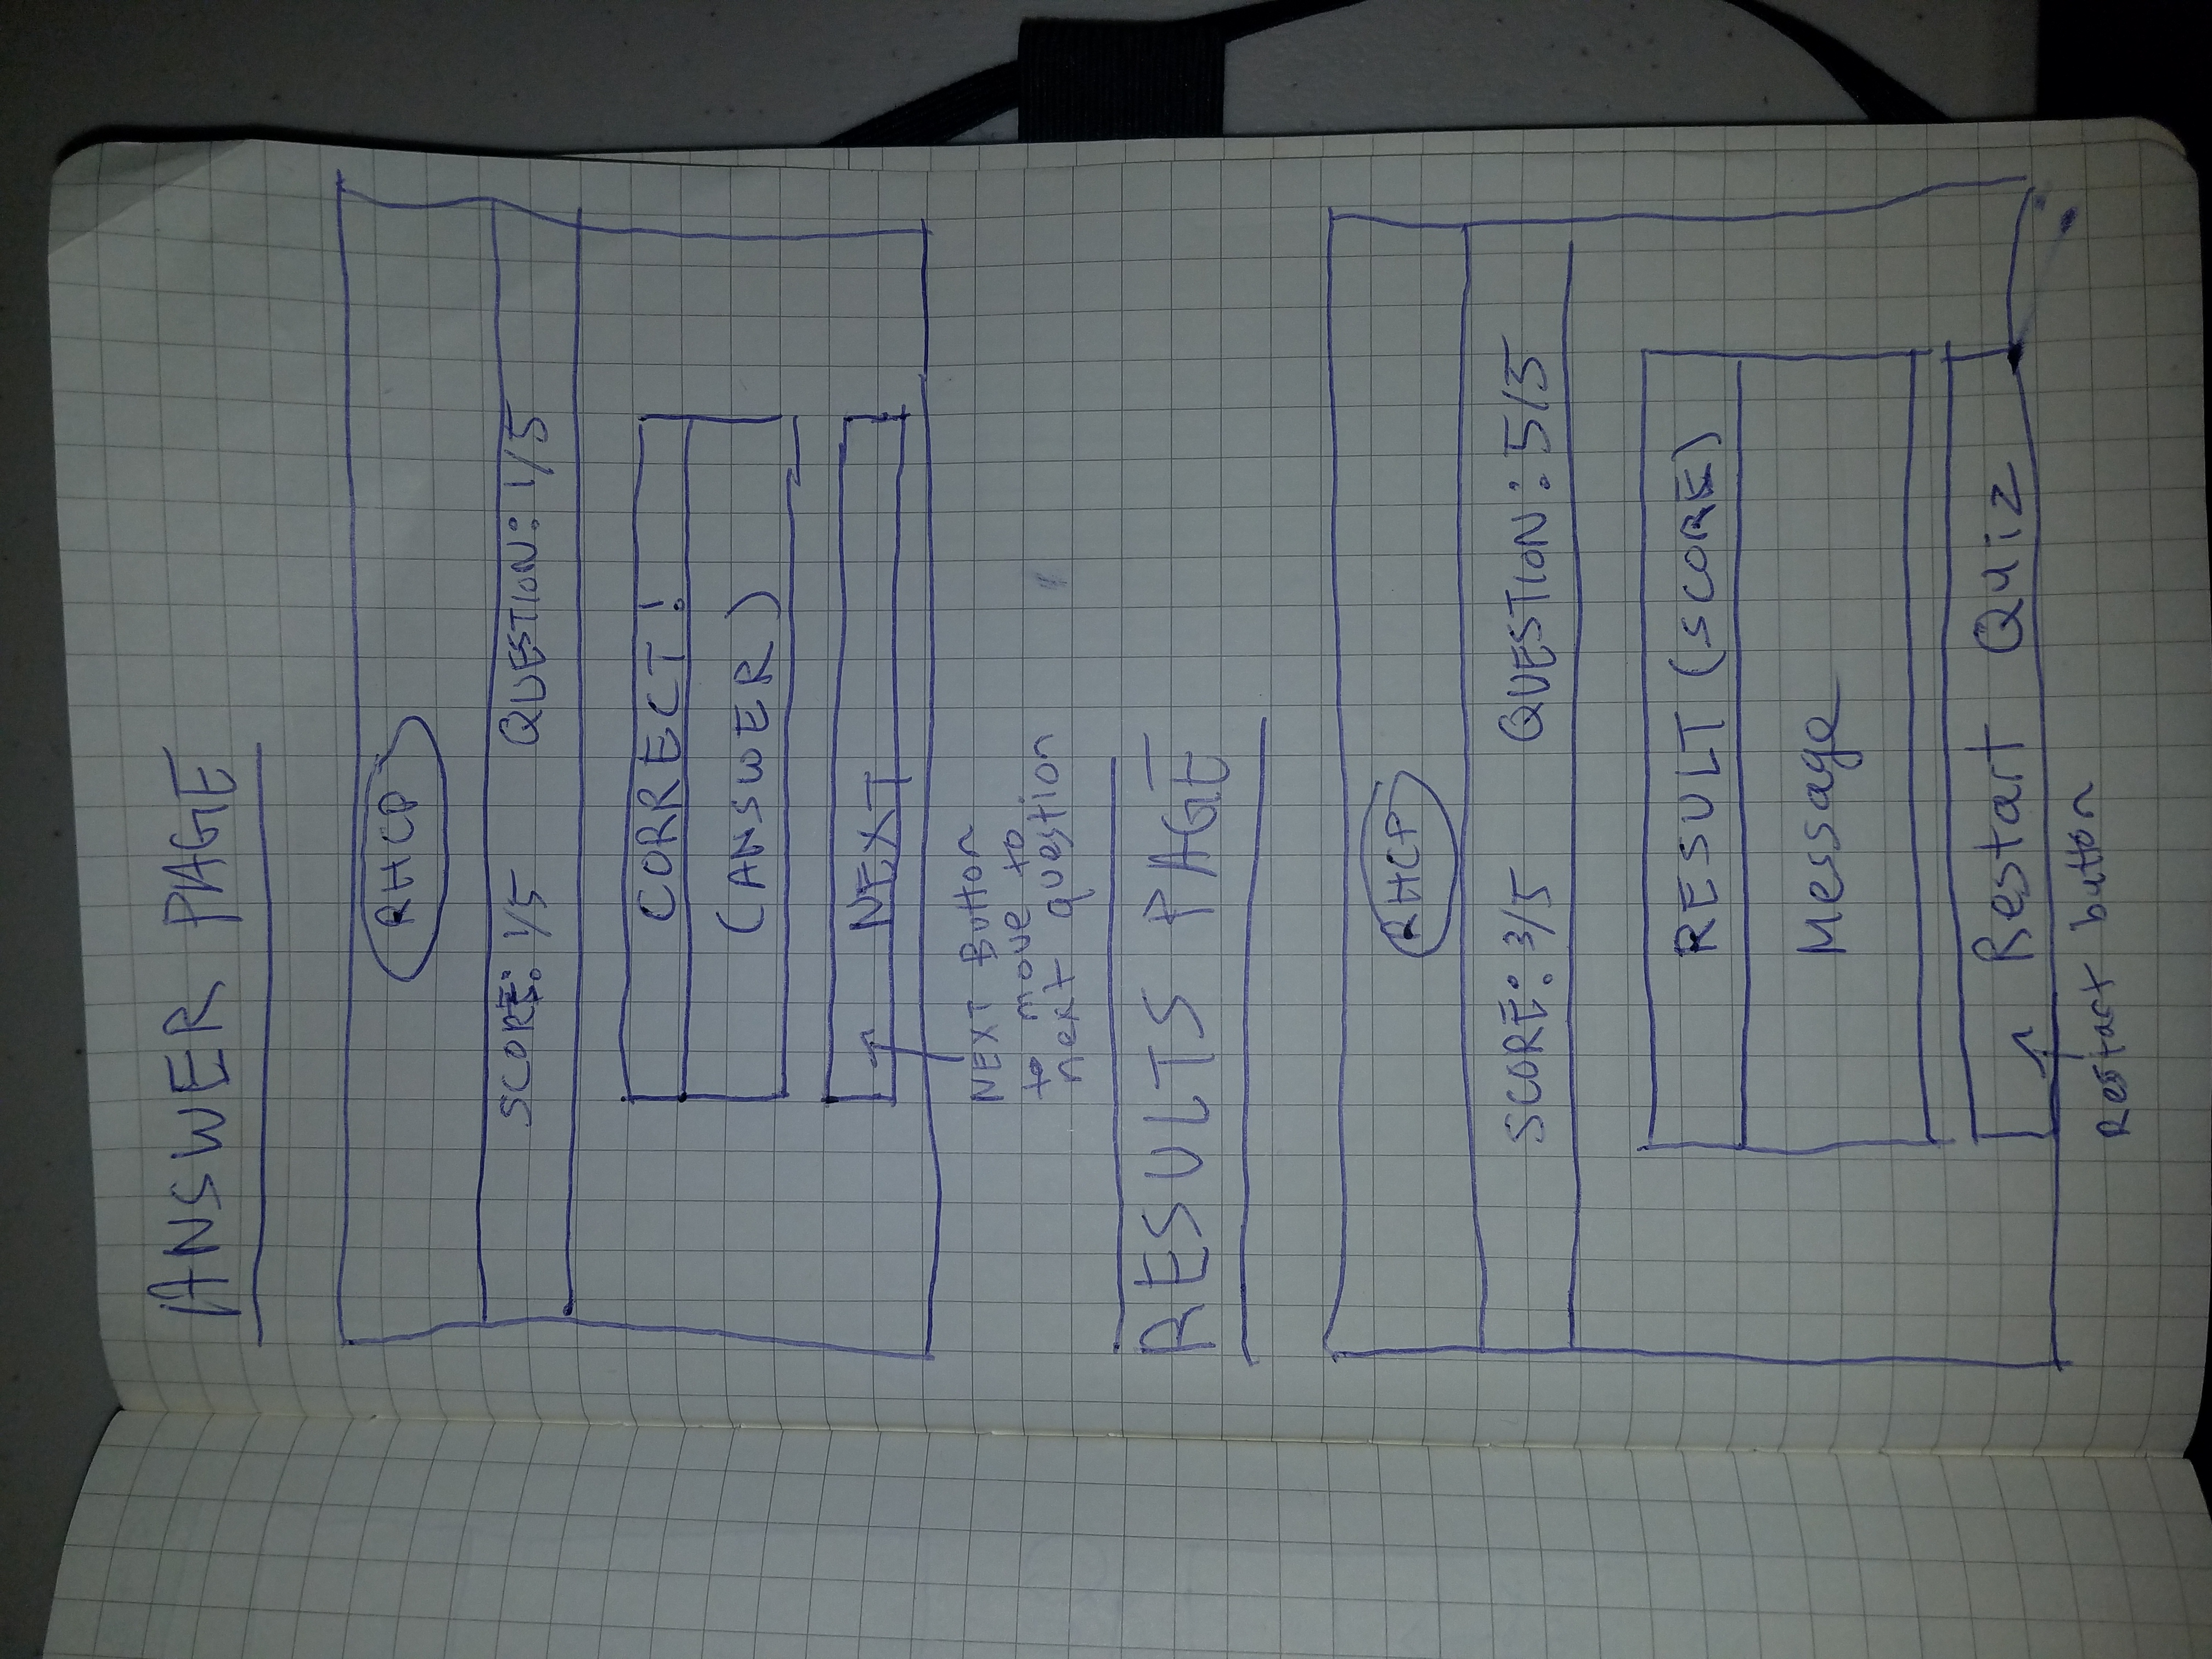 ANSWER PAGE
RHCP
SCORE: 1/5 QUESTION: 1/5
CORRECT!
(ANSWER)
NEXT
NEXT Button
to move to
next question
RESULTS PAGE
RHCP
SCORE: 3/5 QUESTION: 5/5
RESULT (SCORE)
Message
Restart Quiz
Restart button